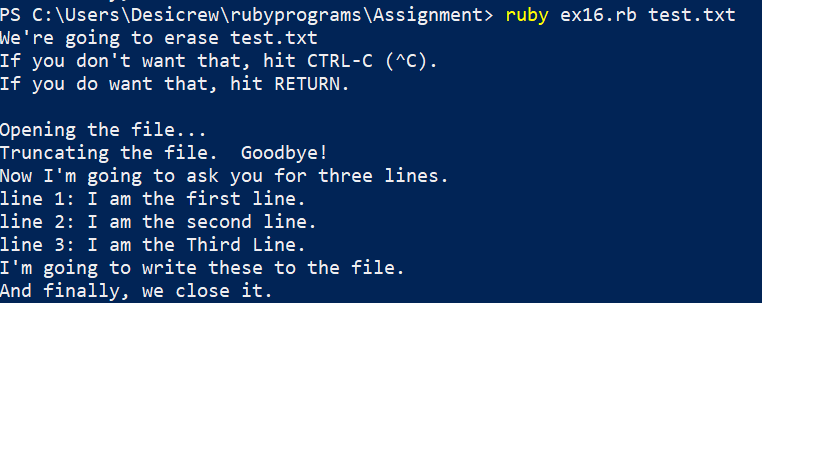 PS C:\Users\Desicrew\rubyprograms\Assignment> ruby ex16.rb test.txt
We're going to erase test.txt
If you don't want that, hit CTRL-C (^C).
If you do want that, hit RETURN.
Opening the file...
Truncating the file.  Goodbye!
Now I'm going to ask you for three lines.
line 1: I am the first line.
line 2: I am the second line.
line 3: I am the Third Line.
I'm going to write these to the file.
And finally, we close it.